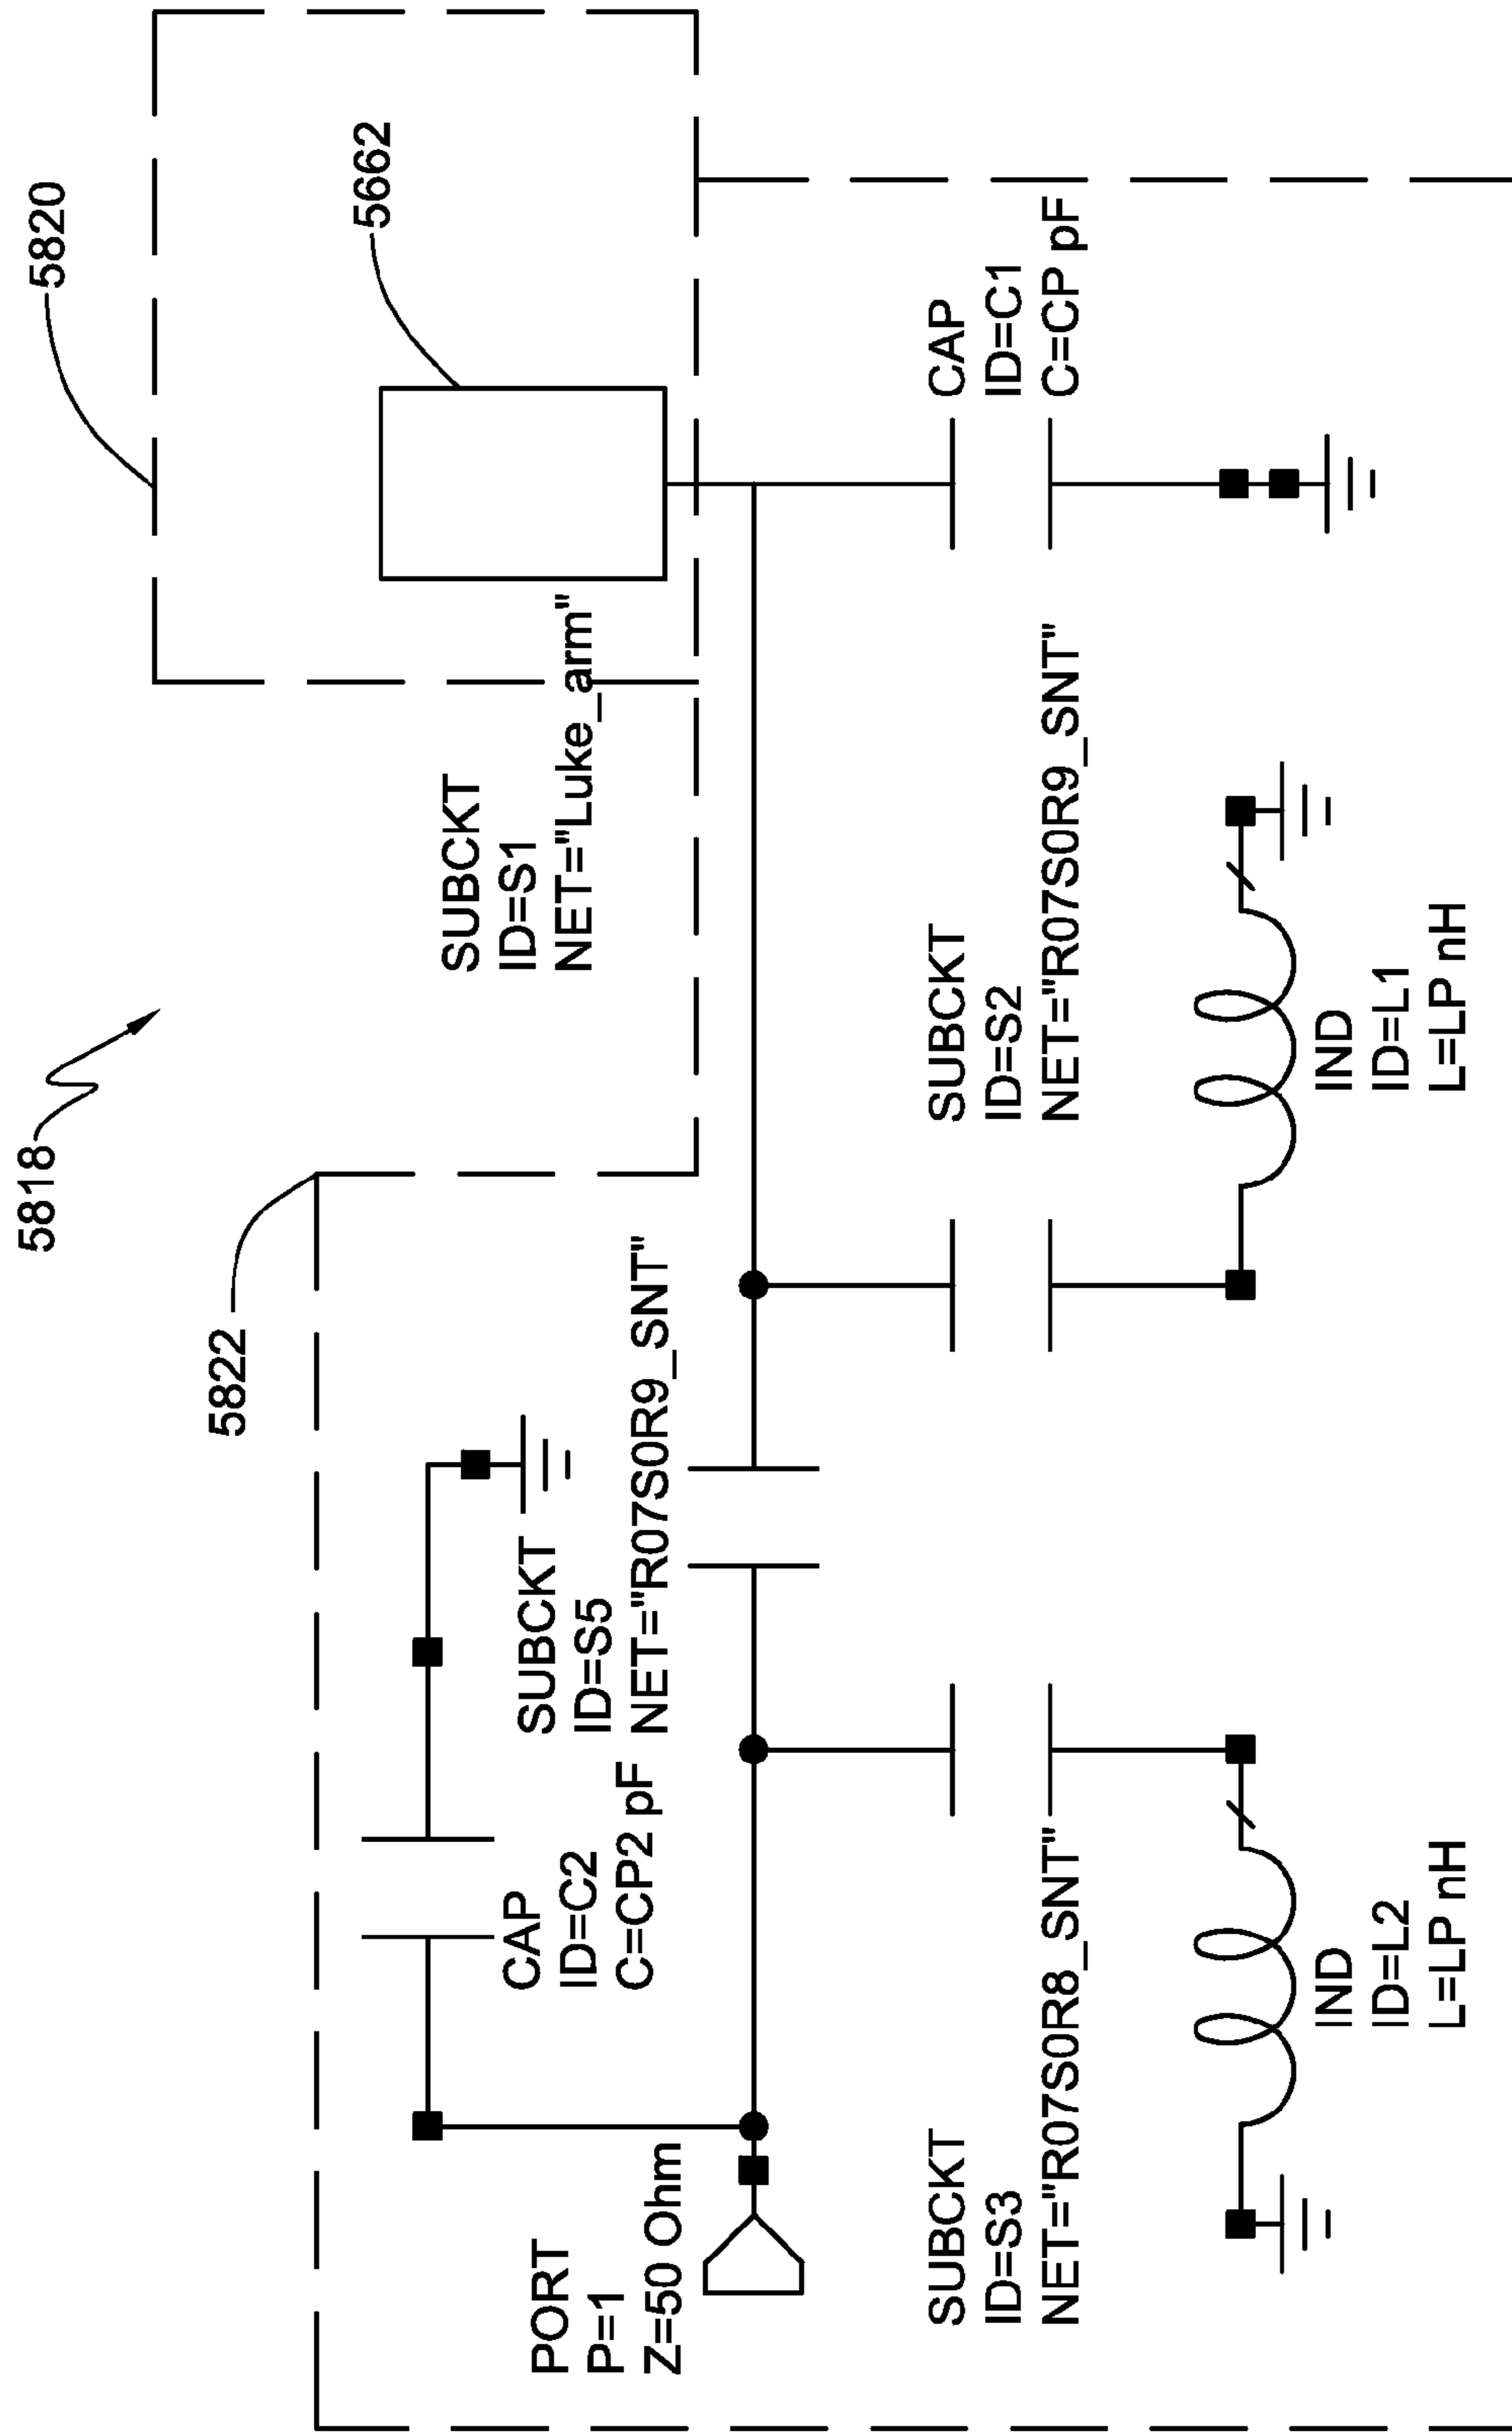 5818
5820
5662
5822
SUBCKT
ID=S1
NET="Luke_arm"
CAP
ID=C2
C=CP2 pF
SUBCKT
ID=S5
NET="R07S0R9_SNT"
PORT
P=1
Z=50 Ohm
SUBCKT
ID=S3
NET="R07S0R8_SNT"
SUBCKT
ID=S2
NET="R07S0R9_SNT"
CAP
ID=C1
C=CP pF
IND
ID=L2
L=LP nH
IND
ID=L1
L=LP nH